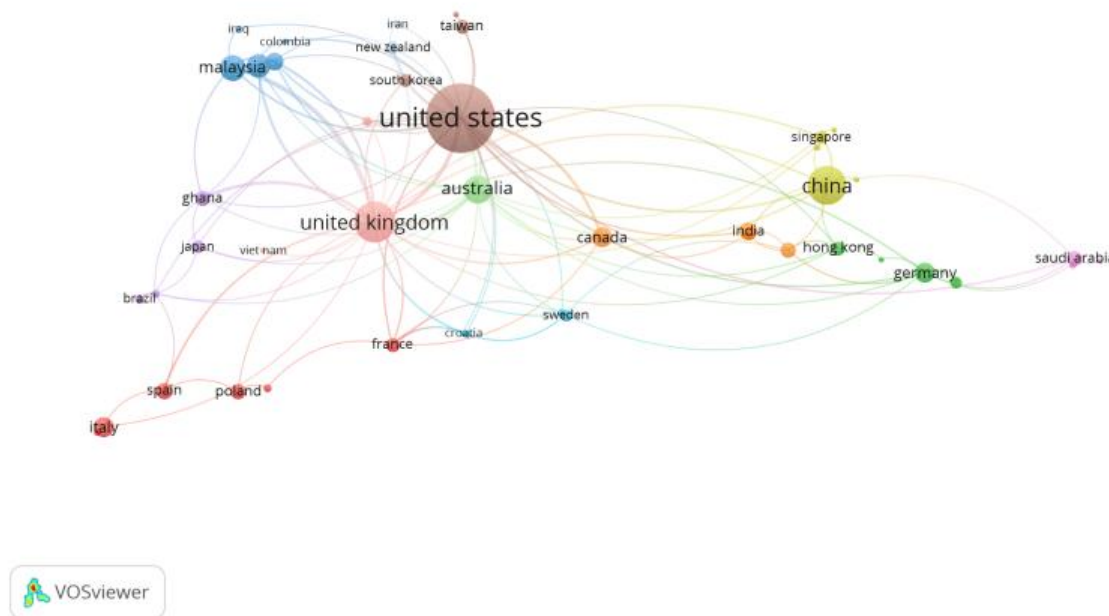 iran
taiwan
iraq
colombia
new zealand
malaysia
south korea
united states
singapore
australia
china
ghana
united kingdom
canada
india
japan
viet nam
hong kong
saudi arabia
germany
brazil
sweden
croatia
france
spain
poland
italy
VOSviewer